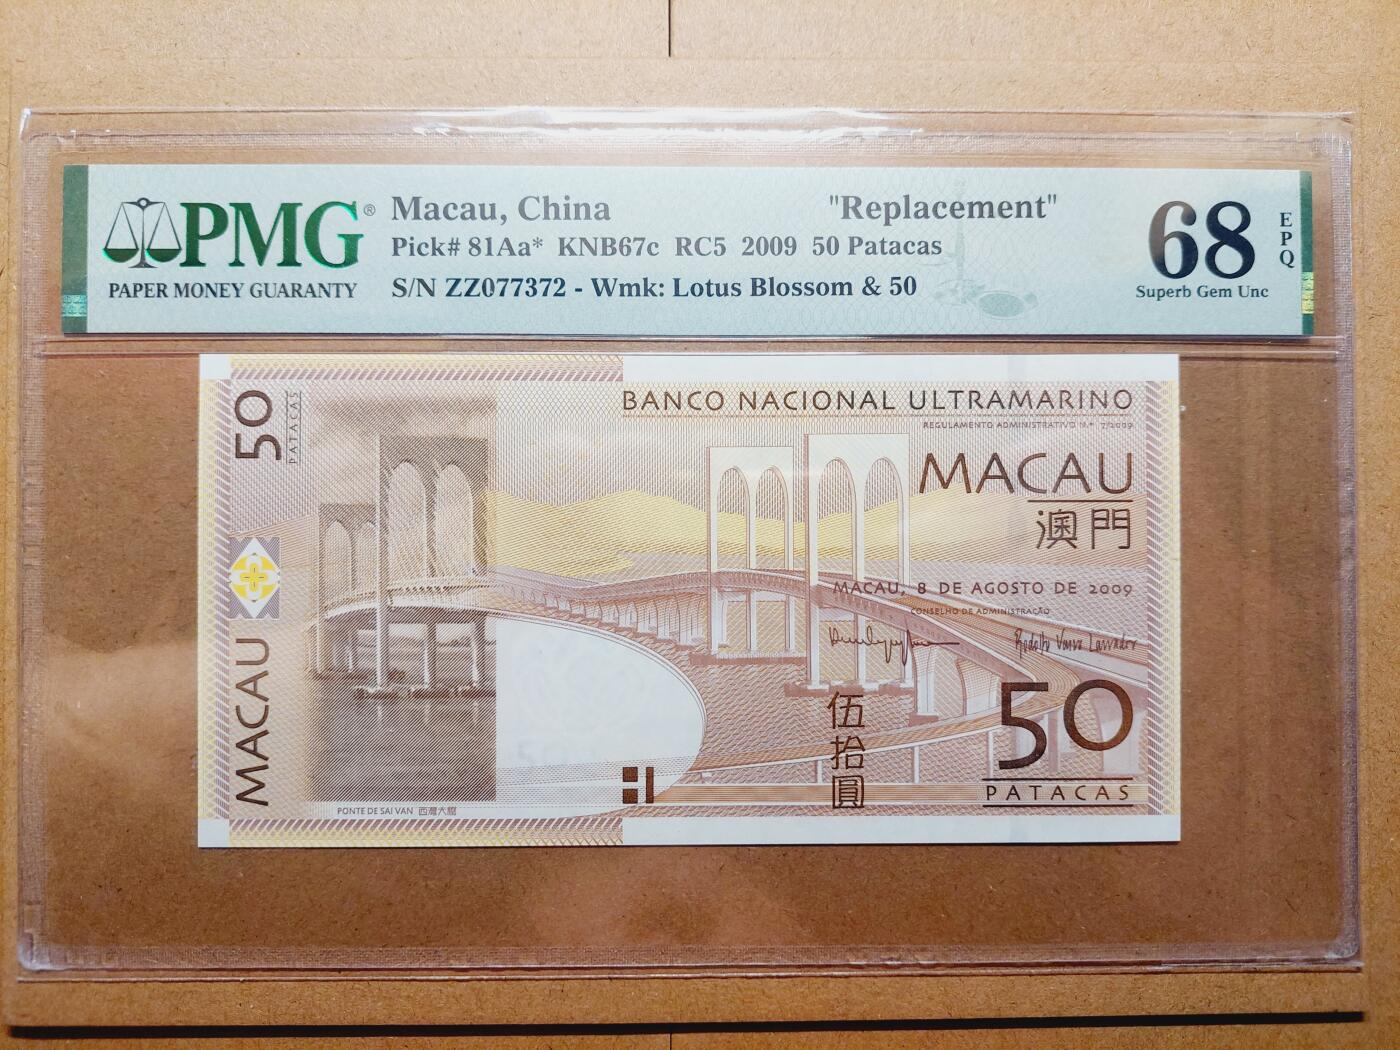 PMG®
PAPER MONEY GUARANTY
Macau, China "Replacement"
Pick# 81Aa* KNB67c RC5 2009 50 Patacas
S/N ZZ077372 - Wmk: Lotus Blossom & 50
68
EPQ
Superb Gem Unc
50
PATACAS
MACAU
BANCO NACIONAL ULTRAMARINO
REGULAMENTO ADMINISTRATIVO N.º 7/2009
MACAU
澳門
MACAU, 8 DE AGOSTO DE 2009
CONSELHO DE ADMINISTRAÇÃO
伍拾圓
50
PATACAS
PONTE DE SAI VAN 西灣大橋